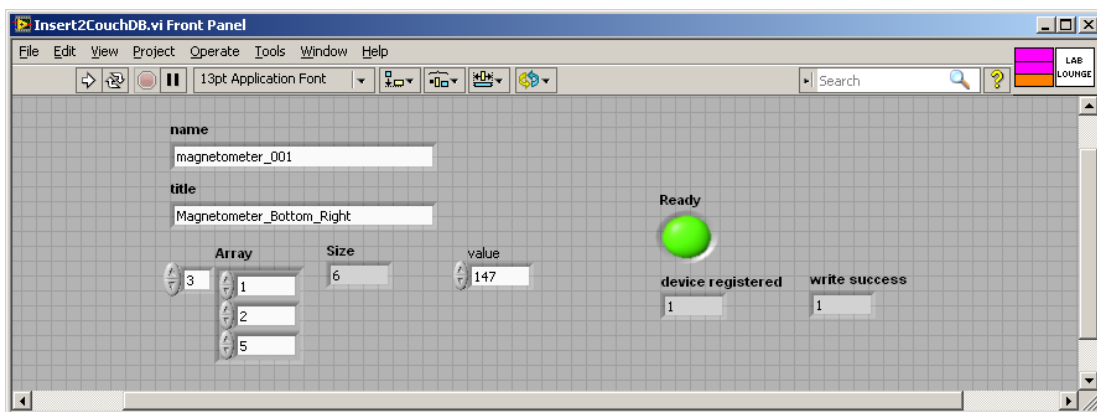 Insert2CouchDB.vi Front Panel
File Edit View Project Operate Tools Window Help
13pt Application Font
Search
?
LAB
LOUNGE
name
magnetometer_001
title
Magnetometer_Bottom_Right
Ready
Array Size value
3 1 6 147
2
5
device registered write success
1 1